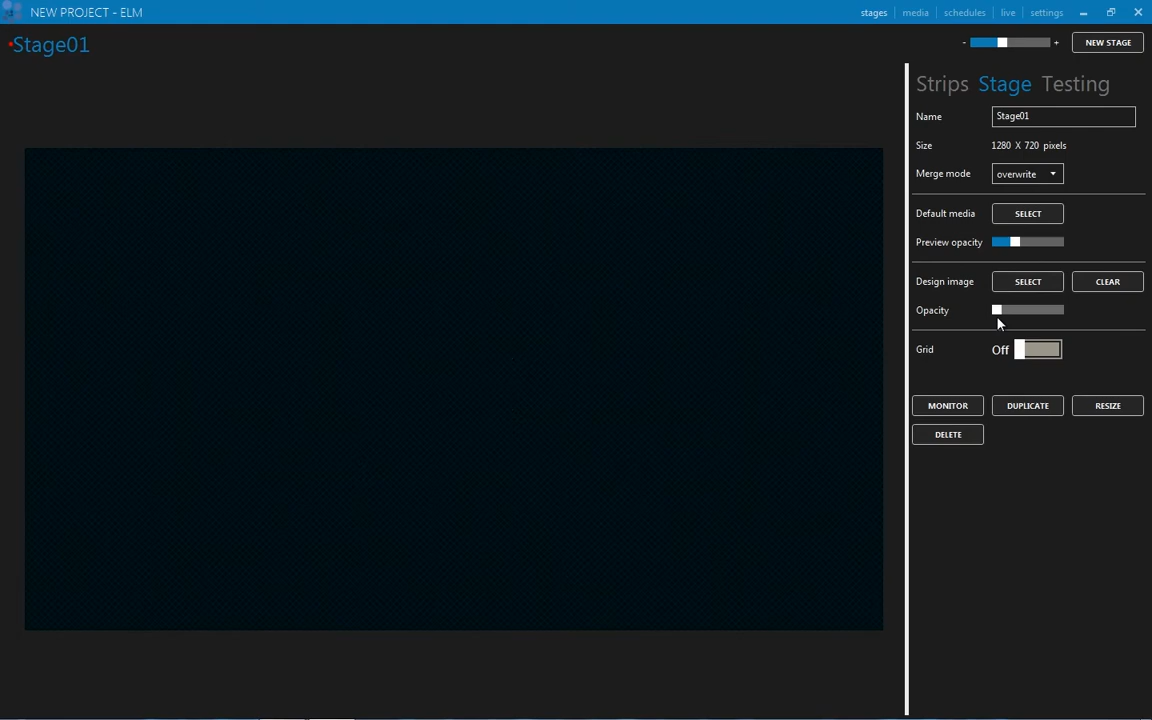 NEW PROJECT - ELM
stages media schedules live settings
Stage01
- +
NEW STAGE
Strips Stage Testing
Name Stage01
Size 1280 X 720 pixels
Merge mode overwrite
Default media SELECT
Preview opacity
Design image SELECT CLEAR
Opacity
Grid Off
MONITOR DUPLICATE RESIZE
DELETE